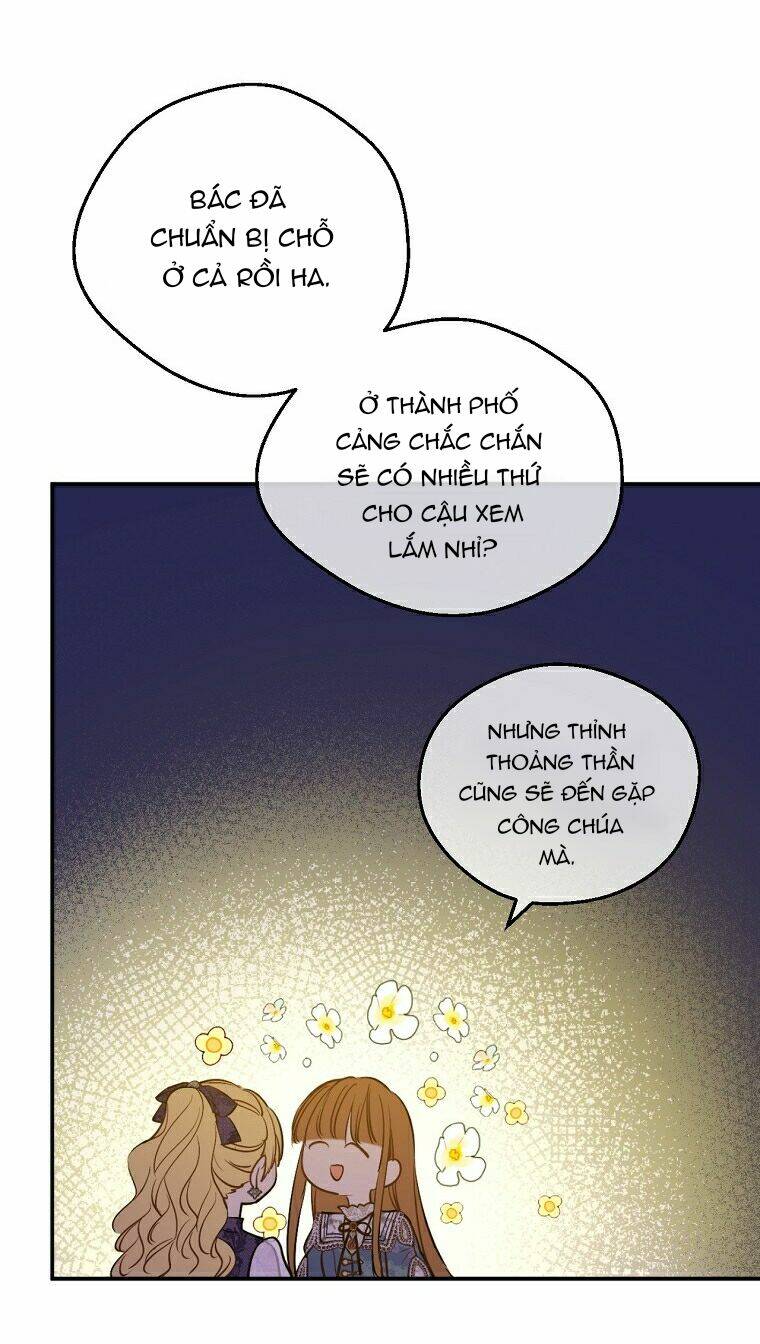 BÁC ĐÃ
CHUẨN BỊ CHỖ
Ở CẢ RỒI HA.
Ở THÀNH PHỐ
CẢNG CHẮC CHẮN
SẼ CÓ NHIỀU THỨ
CHO CẬU XEM
LẮM NHỈ?
NHƯNG THỈNH
THOẢNG THẦN
CŨNG SẼ ĐẾN GẶP
CÔNG CHÚA
MÀ.